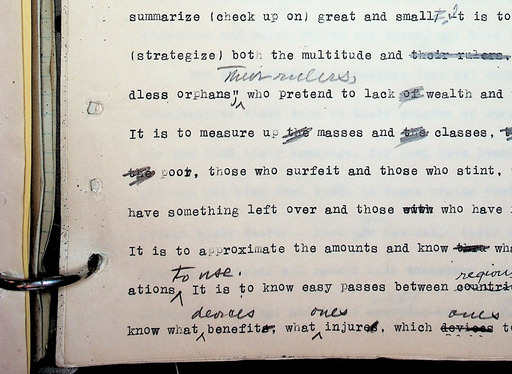 summarize (check up on) great and small. It is to
(strategize) both the multitude and their rulers,
Their rulers,
dless orphans" who pretend to lack of wealth and
It is to measure up the masses and the classes,
the poor, those who surfeit and those who stint,
have something left over and those with who have
It is to approximate the amounts and know
to use. regions
ations It is to know easy passes between
devices ones ones
know what benefits, what injures, which devices